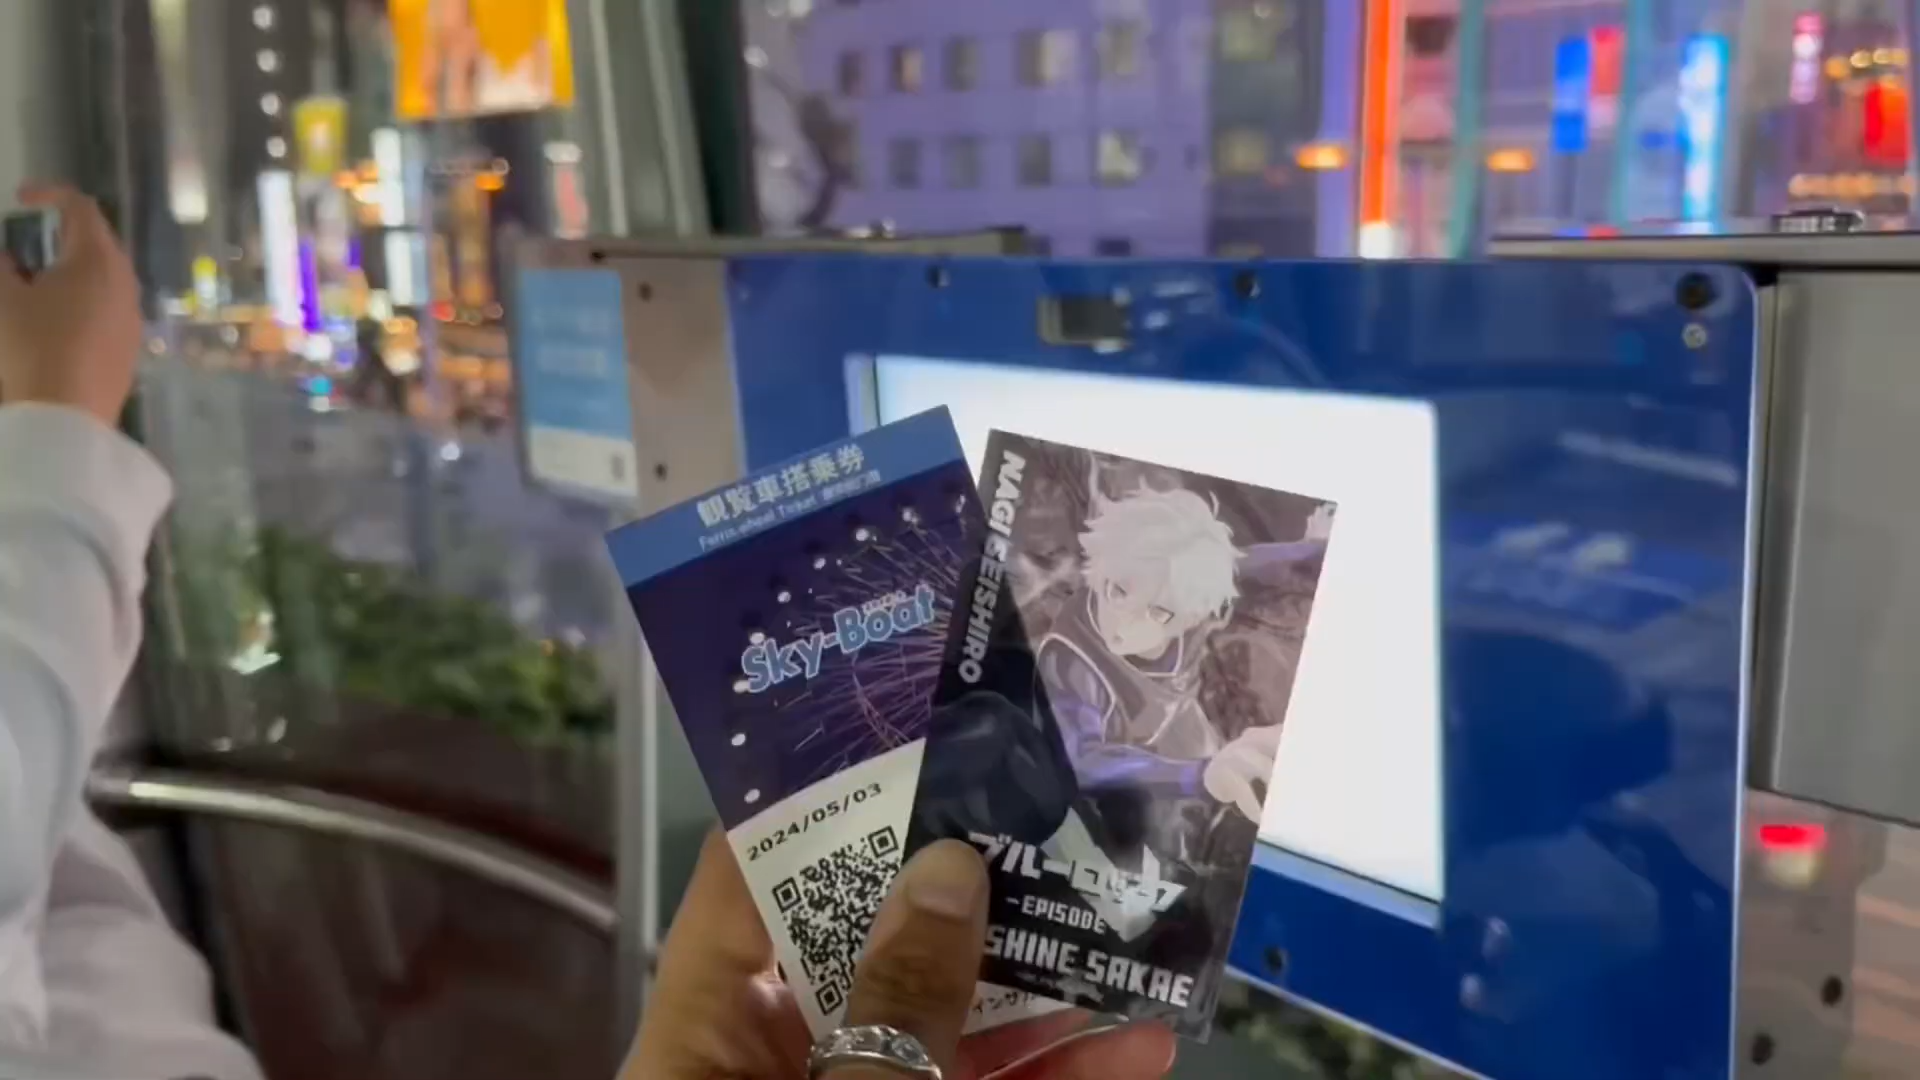 観覧車搭乗券
Ferris wheel Ticket
Sky-Boat
2024/05/03
NAGI SEISHIRO
ブルーロック
-EPISODE
SHINE SAKAE